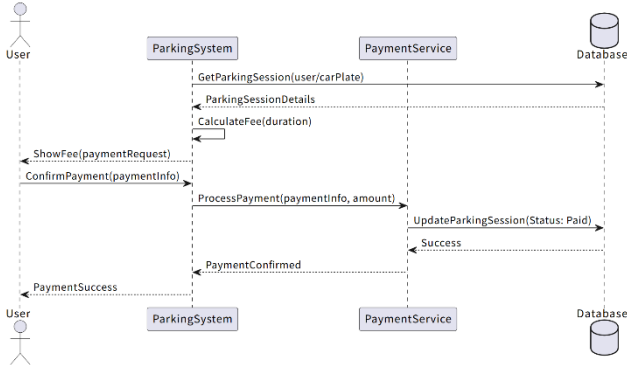 User
ParkingSystem
PaymentService
Database
GetParkingSession(user/carPlate)
ParkingSessionDetails
CalculateFee(duration)
ShowFee(paymentRequest)
ConfirmPayment(paymentInfo)
ProcessPayment(paymentInfo, amount)
UpdateParkingSession(Status: Paid)
Success
PaymentConfirmed
PaymentSuccess
User
ParkingSystem
PaymentService
Database